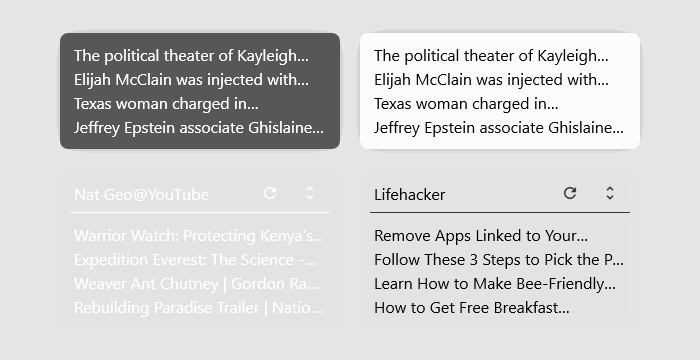 The political theater of Kayleigh...
Elijah McClain was injected with...
Texas woman charged in...
Jeffrey Epstein associate Ghislaine...
The political theater of Kayleigh...
Elijah McClain was injected with...
Texas woman charged in...
Jeffrey Epstein associate Ghislaine...
Nat Geo@YouTube
Warrior Watch: Protecting Kenya's...
Expedition Everest: The Science -...
Weaver Ant Chutney | Gordon Ra...
Rebuilding Paradise Trailer | Natio...
Lifehacker
Remove Apps Linked to Your...
Follow These 3 Steps to Pick the P...
Learn How to Make Bee-Friendly...
How to Get Free Breakfast...